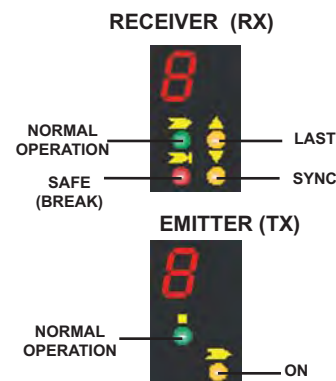 RECEIVER (RX)
8
NORMAL
OPERATION
LAST
SAFE
(BREAK)
SYNC
EMITTER (TX)
8
NORMAL
OPERATION
ON